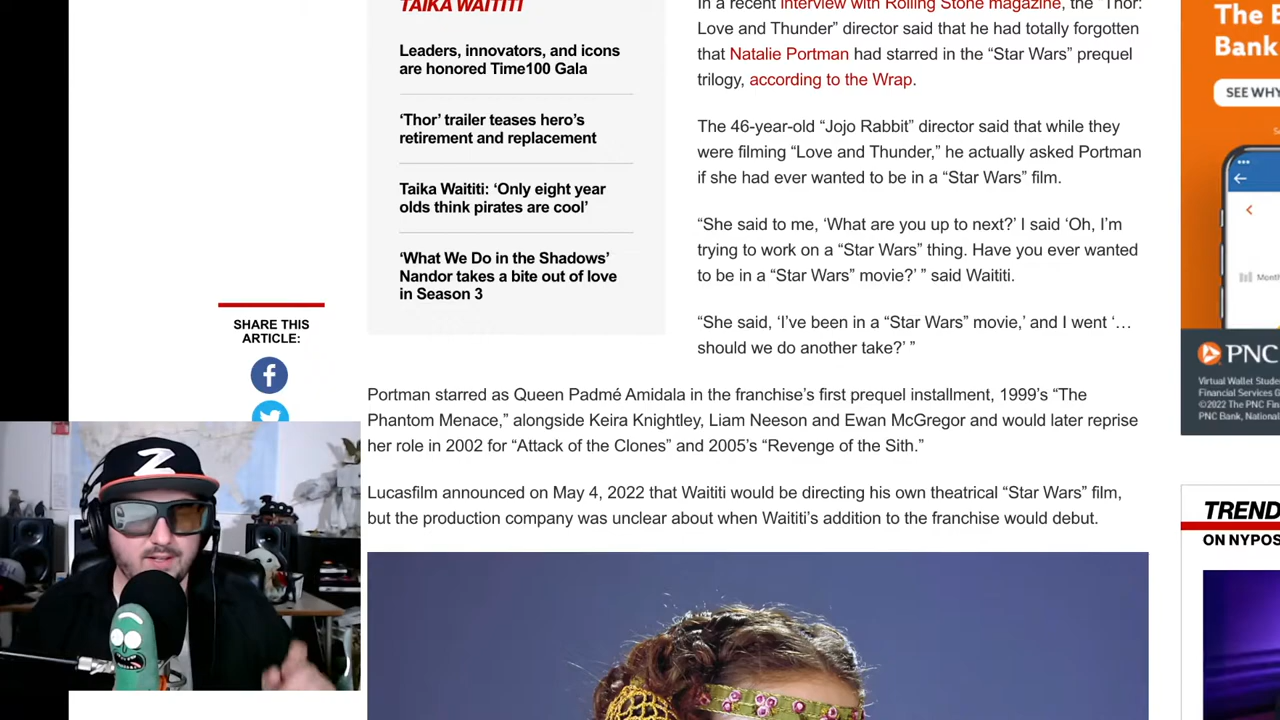 TAIKA WAITITI
Leaders, innovators, and icons
are honored Time100 Gala
‘Thor’ trailer teases hero’s
retirement and replacement
Taika Waititi: ‘Only eight year
olds think pirates are cool’
‘What We Do in the Shadows’
Nandor takes a bite out of love
in Season 3
SHARE THIS
ARTICLE:
In a recent interview with Rolling Stone magazine, the “Thor:
Love and Thunder” director said that he had totally forgotten
that Natalie Portman had starred in the “Star Wars” prequel
trilogy, according to the Wrap.
The 46-year-old “Jojo Rabbit” director said that while they
were filming “Love and Thunder,” he actually asked Portman
if she had ever wanted to be in a “Star Wars” film.
“She said to me, ‘What are you up to next?’ I said ‘Oh, I’m
trying to work on a “Star Wars” thing. Have you ever wanted
to be in a “Star Wars” movie?’ ” said Waititi.
“She said, ‘I’ve been in a “Star Wars” movie,’ and I went ‘…
should we do another take?’ ”
Portman starred as Queen Padmé Amidala in the franchise’s first prequel installment, 1999’s “The
Phantom Menace,” alongside Keira Knightley, Liam Neeson and Ewan McGregor and would later reprise
her role in 2002 for “Attack of the Clones” and 2005’s “Revenge of the Sith.”
Lucasfilm announced on May 4, 2022 that Waititi would be directing his own theatrical “Star Wars” film,
but the production company was unclear about when Waititi’s addition to the franchise would debut.
The
Bank
SEE WHY
Month
PNC
Virtual Wallet
Financial Services
©2022 The PNC
PNC Bank,
TREND
ON NYPOS
Z